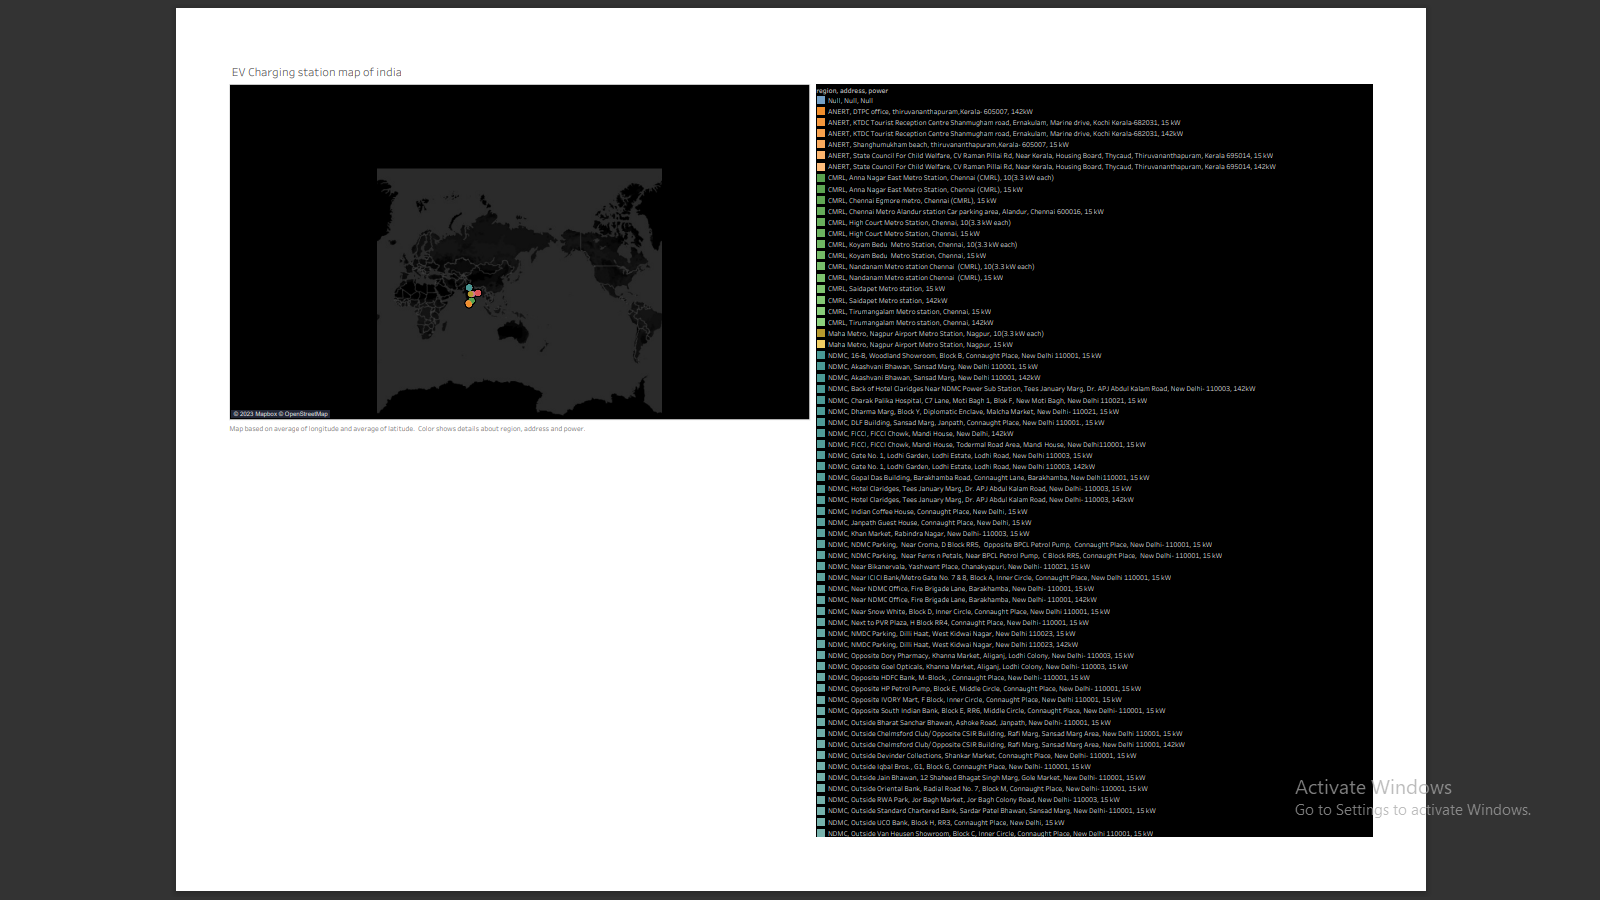 EV Charging station map of india
© 2023 Mapbox © OpenStreetMap
Map based on average of longitude and average of latitude. Color shows details about region, address and power.
region, address, power
Null, Null, Null
ANERT, DTPC office, thiruvananthapuram,Kerala- 605007, 142kW
ANERT, KTDC Tourist Reception Centre Shanmugham road, Ernakulam, Marine drive, Kochi Kerala-682031, 15 kW
ANERT, KTDC Tourist Reception Centre Shanmugham road, Ernakulam, Marine drive, Kochi Kerala-682031, 142kW
ANERT, Shanghumukham beach, thiruvananthapuram,Kerala- 605007, 15 kW
ANERT, State Council For Child Welfare, CV Raman Pillai Rd, Near Kerala, Housing Board, Thycaud, Thiruvananthapuram, Kerala 695014, 15 kW
ANERT, State Council For Child Welfare, CV Raman Pillai Rd, Near Kerala, Housing Board, Thycaud, Thiruvananthapuram, Kerala 695014, 142kW
CMRL, Anna Nagar East Metro Station, Chennai (CMRL), 10(3.3 kW each)
CMRL, Anna Nagar East Metro Station, Chennai (CMRL), 15 kW
CMRL, Chennai Egmore metro, Chennai (CMRL), 15 kW
CMRL, Chennai Metro Alandur station Car parking area, Alandur, Chennai 600016, 15 kW
CMRL, High Court Metro Station, Chennai, 10(3.3 kW each)
CMRL, High Court Metro Station, Chennai, 15 kW
CMRL, Koyam Bedu Metro Station, Chennai, 10(3.3 kW each)
CMRL, Koyam Bedu Metro Station, Chennai, 15 kW
CMRL, Nandanam Metro station Chennai (CMRL), 10(3.3 kW each)
CMRL, Nandanam Metro station Chennai (CMRL), 15 kW
CMRL, Saidapet Metro station, 15 kW
CMRL, Saidapet Metro station, 142kW
CMRL, Tirumangalam Metro station, Chennai, 15 kW
CMRL, Tirumangalam Metro station, Chennai, 142kW
Maha Metro, Nagpur Airport Metro Station, Nagpur, 10(3.3 kW each)
Maha Metro, Nagpur Airport Metro Station, Nagpur, 15 kW
NDMC, 16-B, Woodland Showroom, Block B, Connaught Place, New Delhi 110001, 15 kW
NDMC, Akashvani Bhawan, Sansad Marg, New Delhi 110001, 15 kW
NDMC, Akashvani Bhawan, Sansad Marg, New Delhi 110001, 142kW
NDMC, Back of Hotel Claridges Near NDMC Power Sub Station, Tees January Marg, Dr. APJ Abdul Kalam Road, New Delhi- 110003, 142kW
NDMC, Charak Palika Hospital, C7 Lane, Moti Bagh 1, Blok F, New Moti Bagh, New Delhi 110021, 15 kW
NDMC, Dharma Marg, Block Y, Diplomatic Enclave, Malcha Market, New Delhi- 110021, 15 kW
NDMC, DLF Building, Sansad Marg, Janpath, Connaught Place, New Delhi 110001., 15 kW
NDMC, FICCI, FICCI Chowk, Mandi House, New Delhi, 142kW
NDMC, FICCI, FICCI Chowk, Mandi House, Todermal Road Area, Mandi House, New Delhi110001, 15 kW
NDMC, Gate No. 1, Lodhi Garden, Lodhi Estate, Lodhi Road, New Delhi 110003, 15 kW
NDMC, Gate No. 1, Lodhi Garden, Lodhi Estate, Lodhi Road, New Delhi 110003, 142kW
NDMC, Gopal Das Building, Barakhamba Road, Connaught Lane, Barakhamba, New Delhi110001, 15 kW
NDMC, Hotel Claridges, Tees January Marg, Dr. APJ Abdul Kalam Road, New Delhi- 110003, 15 kW
NDMC, Hotel Claridges, Tees January Marg, Dr. APJ Abdul Kalam Road, New Delhi- 110003, 142kW
NDMC, Indian Coffee House, Connaught Place, New Delhi, 15 kW
NDMC, Janpath Guest House, Connaught Place, New Delhi, 15 kW
NDMC, Khan Market, Rabindra Nagar, New Delhi- 110003, 15 kW
NDMC, NDMC Parking, Near Croma, D Block RR5, Opposite BPCL Petrol Pump, Connaught Place, New Delhi- 110001, 15 kW
NDMC, NDMC Parking, Near Ferns n Petals, Near BPCL Petrol Pump, C Block RR5, Connaught Place, New Delhi- 110001, 15 kW
NDMC, Near Bikanervala, Yashwant Place, Chanakyapuri, New Delhi- 110021, 15 kW
NDMC, Near ICICI Bank/Metro Gate No. 7 & 8, Block A, Inner Circle, Connaught Place, New Delhi 110001, 15 kW
NDMC, Near NDMC Office, Fire Brigade Lane, Barakhamba, New Delhi- 110001, 15 kW
NDMC, Near NDMC Office, Fire Brigade Lane, Barakhamba, New Delhi- 110001, 142kW
NDMC, Near Snow White, Block D, Inner Circle, Connaught Place, New Delhi 110001, 15 kW
NDMC, Next to PVR Plaza, H Block RR4, Connaught Place, New Delhi- 110001, 15 kW
NDMC, NMDC Parking, Dilli Haat, West Kidwai Nagar, New Delhi 110023, 15 kW
NDMC, NMDC Parking, Dilli Haat, West Kidwai Nagar, New Delhi 110023, 142kW
NDMC, Opposite Dory Pharmacy, Khanna Market, Aliganj, Lodhi Colony, New Delhi- 110003, 15 kW
NDMC, Opposite Goel Opticals, Khanna Market, Aliganj, Lodhi Colony, New Delhi- 110003, 15 kW
NDMC, Opposite HDFC Bank, M- Block, , Connaught Place, New Delhi- 110001, 15 kW
NDMC, Opposite HP Petrol Pump, Block E, Middle Circle, Connaught Place, New Delhi- 110001, 15 kW
NDMC, Opposite IVORY Mart, F Block, Inner Circle, Connaught Place, New Delhi 110001, 15 kW
NDMC, Opposite South Indian Bank, Block E, RR6, Middle Circle, Connaught Place, New Delhi- 110001, 15 kW
NDMC, Outside Bharat Sanchar Bhawan, Ashoke Road, Janpath, New Delhi- 110001, 15 kW
NDMC, Outside Chelmsford Club/ Opposite CSIR Building, Rafi Marg, Sansad Marg Area, New Delhi 110001, 15 kW
NDMC, Outside Chelmsford Club/ Opposite CSIR Building, Rafi Marg, Sansad Marg Area, New Delhi 110001, 142kW
NDMC, Outside Devinder Collections, Shankar Market, Connaught Place, New Delhi- 110001, 15 kW
NDMC, Outside Iqbal Bros., G1, Block G, Connaught Place, New Delhi- 110001, 15 kW
NDMC, Outside Jain Bhawan, 12 Shaheed Bhagat Singh Marg, Gole Market, New Delhi- 110001, 15 kW
NDMC, Outside Oriental Bank, Radial Road No. 7, Block M, Connaught Place, New Delhi- 110001, 15 kW
NDMC, Outside RWA Park, Jor Bagh Market, Jor Bagh Colony Road, New Delhi- 110003, 15 kW
NDMC, Outside Standard Chartered Bank, Sardar Patel Bhawan, Sansad Marg, New Delhi- 110001, 15 kW
NDMC, Outside UCO Bank, Block H, RR3, Connaught Place, New Delhi, 15 kW
NDMC, Outside Van Heusen Showroom, Block C, Inner Circle, Connaught Place, New Delhi 110001, 15 kW
Activate Windows
Go to Settings to activate Windows.